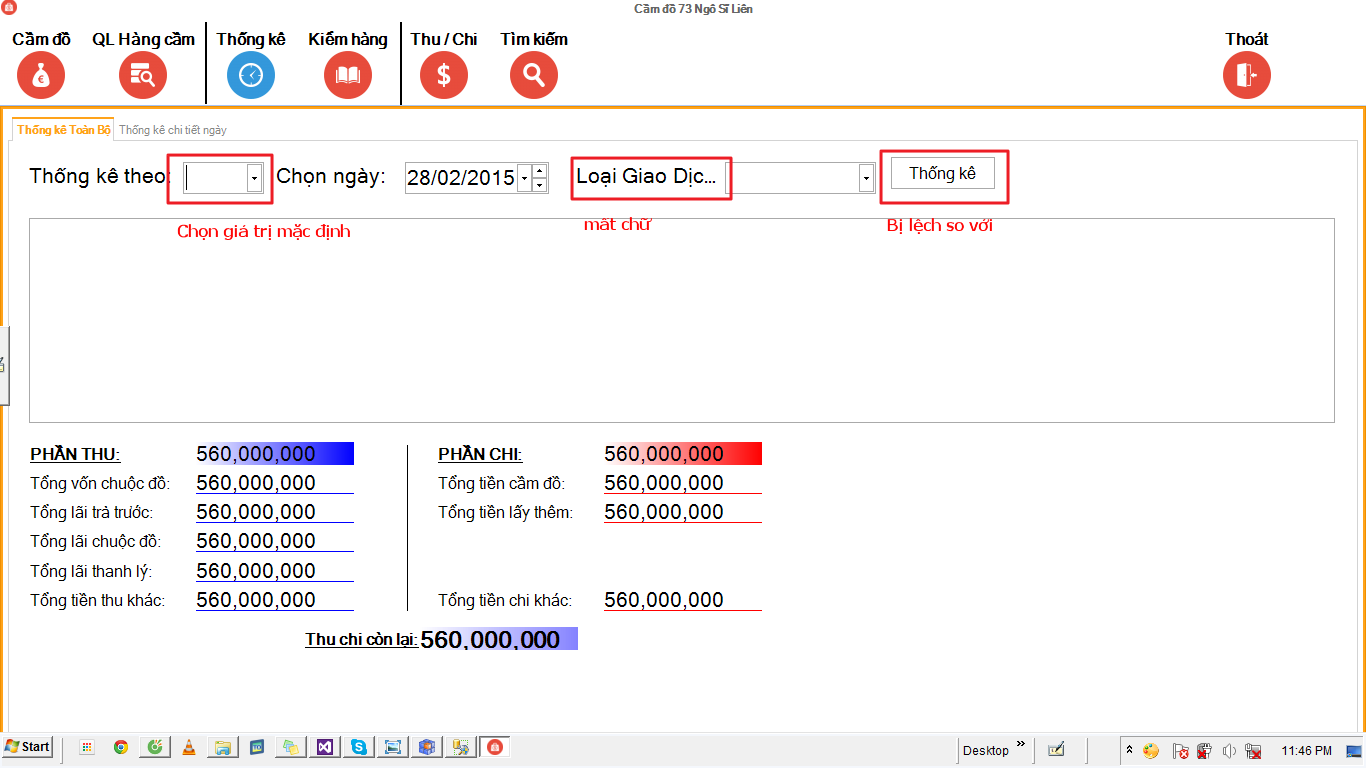 Cầm đồ 73 Ngô Sĩ Liên
Cầm đồ QL Hàng cầm Thống kê Kiểm hàng Thu / Chi Tìm kiếm Thoát
Thống kê Toàn Bộ Thống kê chi tiết ngày
Thống kê theo: Chọn ngày: 28/02/2015 Loại Giao Dịc... Thống kê
Chọn giá trị mặc định mất chữ Bị lệch so với
PHẦN THU: 560,000,000 PHẦN CHI: 560,000,000
Tổng vốn chuộc đồ: 560,000,000 Tổng tiền cầm đồ: 560,000,000
Tổng lãi trả trước: 560,000,000 Tổng tiền lấy thêm: 560,000,000
Tổng lãi chuộc đồ: 560,000,000
Tổng lãi thanh lý: 560,000,000
Tổng tiền thu khác: 560,000,000 Tổng tiền chi khác: 560,000,000
Thu chi còn lại: 560,000,000
Start Desktop » 11:46 PM